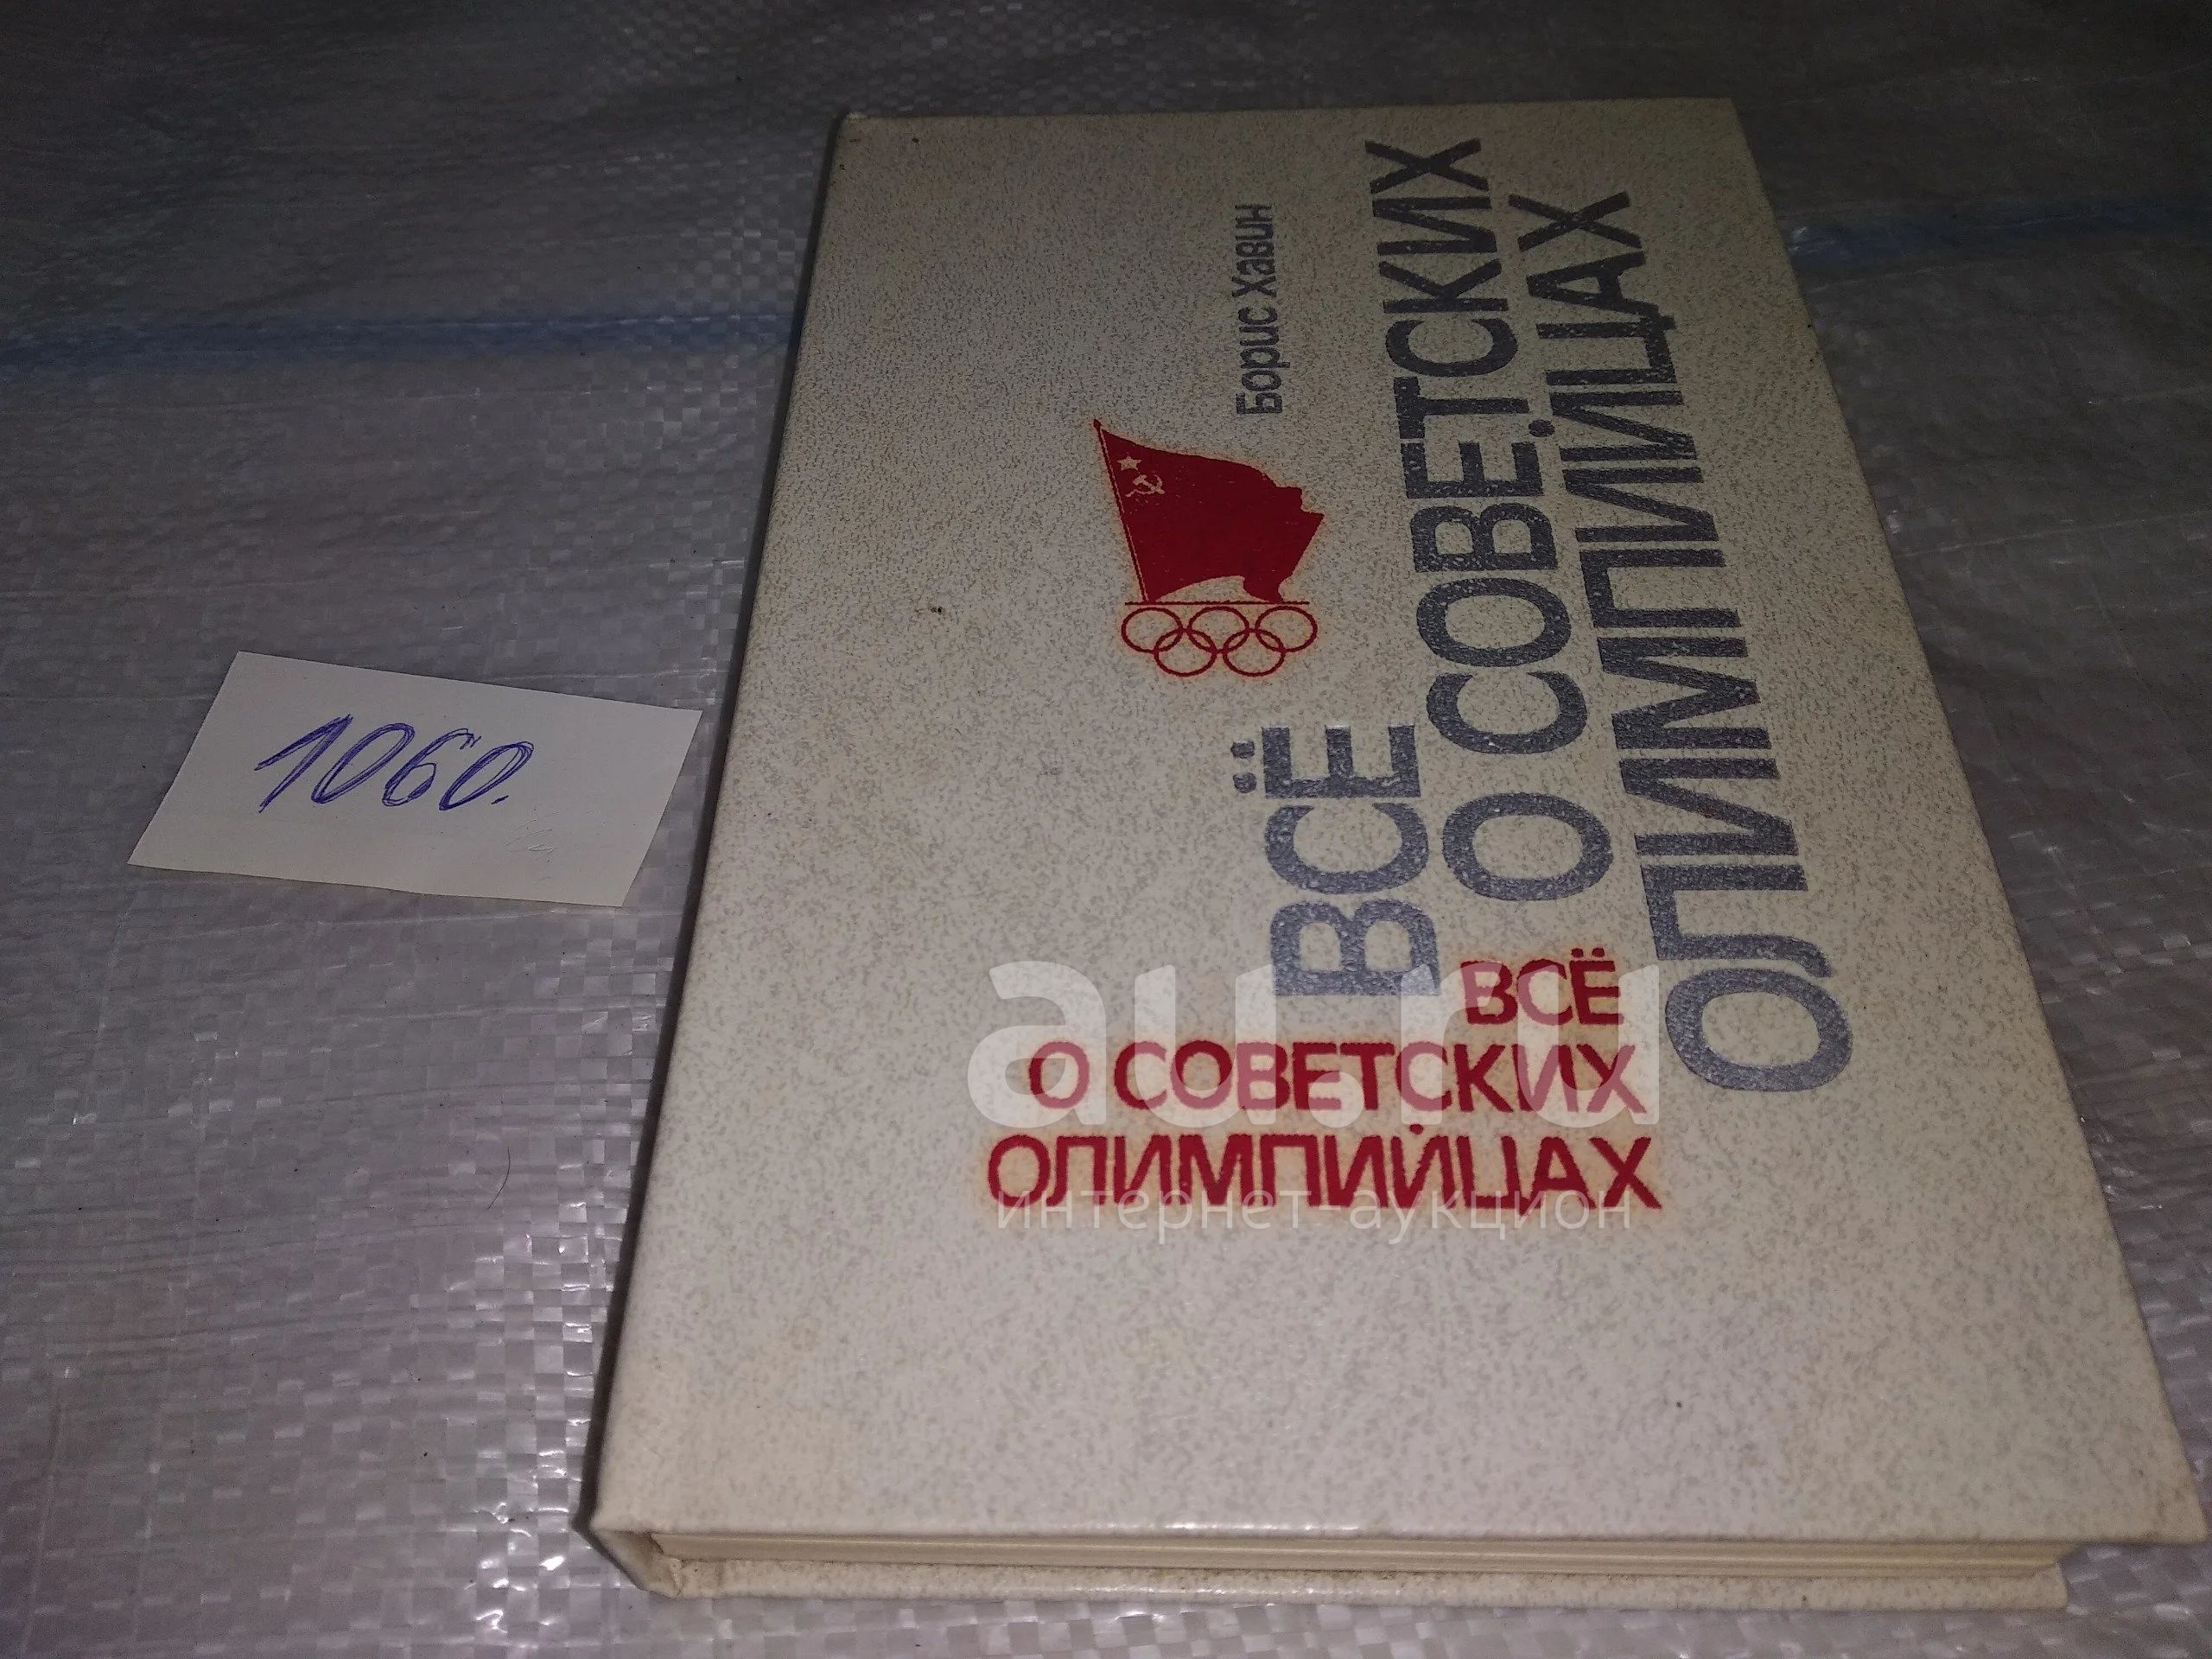 Борис Хавин
ВСЁ
О СОВЕТСКИХ
ОЛИМПИЙЦАХ
ВСЁ
О СОВЕТСКИХ
ОЛИМПИЙЦАХ
1060.
au.ru
интернет-аукцион